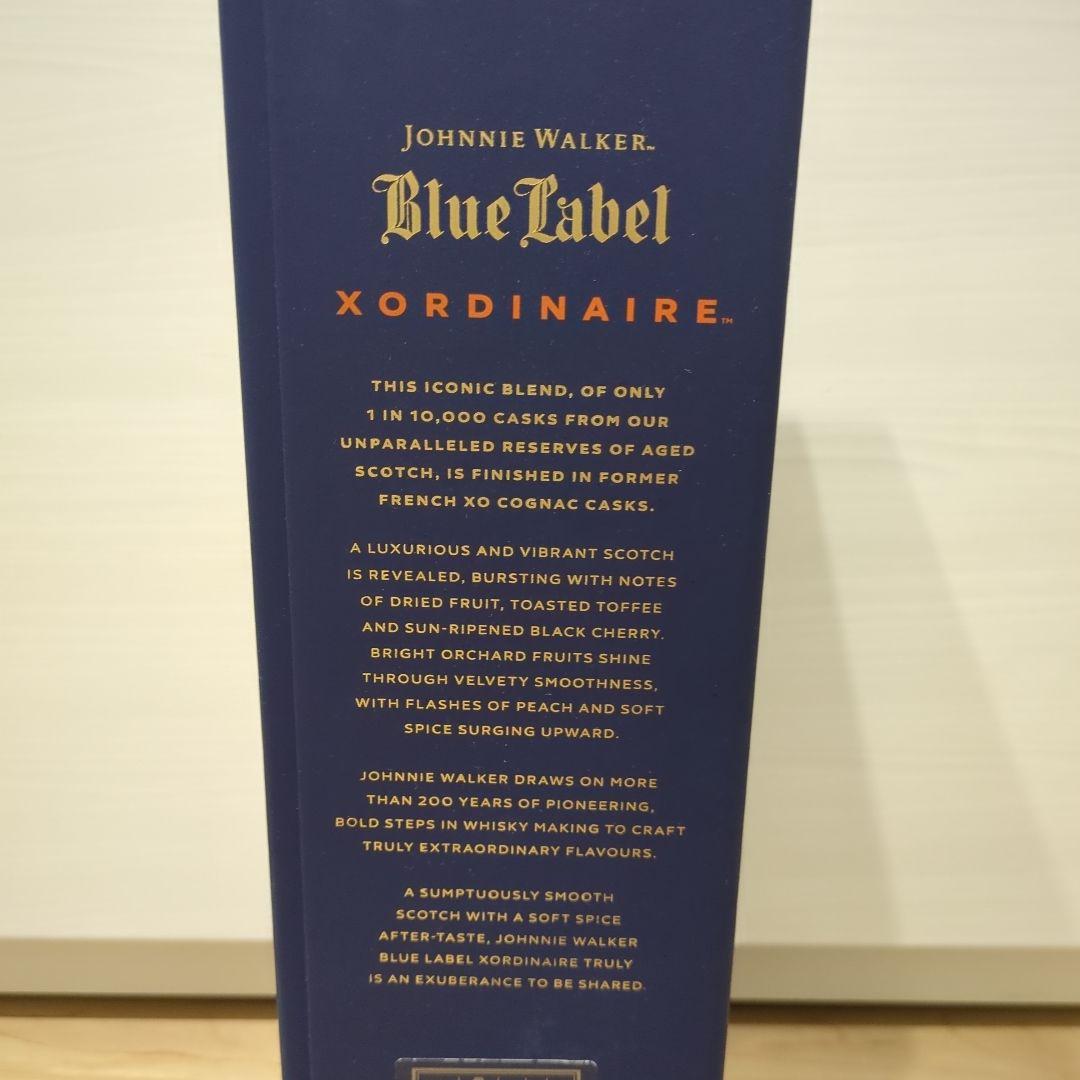 JOHNNIE WALKER™
Blue Label
XORDINAIRE™
THIS ICONIC BLEND, OF ONLY
1 IN 10,000 CASKS FROM OUR
UNPARALLELED RESERVES OF AGED
SCOTCH, IS FINISHED IN FORMER
FRENCH XO COGNAC CASKS.
A LUXURIOUS AND VIBRANT SCOTCH
IS REVEALED, BURSTING WITH NOTES
OF DRIED FRUIT, TOASTED TOFFEE
AND SUN-RIPENED BLACK CHERRY.
BRIGHT ORCHARD FRUITS SHINE
THROUGH VELVETY SMOOTHNESS,
WITH FLASHES OF PEACH AND SOFT
SPICE SURGING UPWARD.
JOHNNIE WALKER DRAWS ON MORE
THAN 200 YEARS OF PIONEERING,
BOLD STEPS IN WHISKY MAKING TO CRAFT
TRULY EXTRAORDINARY FLAVOURS.
A SUMPTUOUSLY SMOOTH
SCOTCH WITH A SOFT SPICE
AFTER-TASTE, JOHNNIE WALKER
BLUE LABEL XORDINAIRE TRULY
IS AN EXUBERANCE TO BE SHARED.